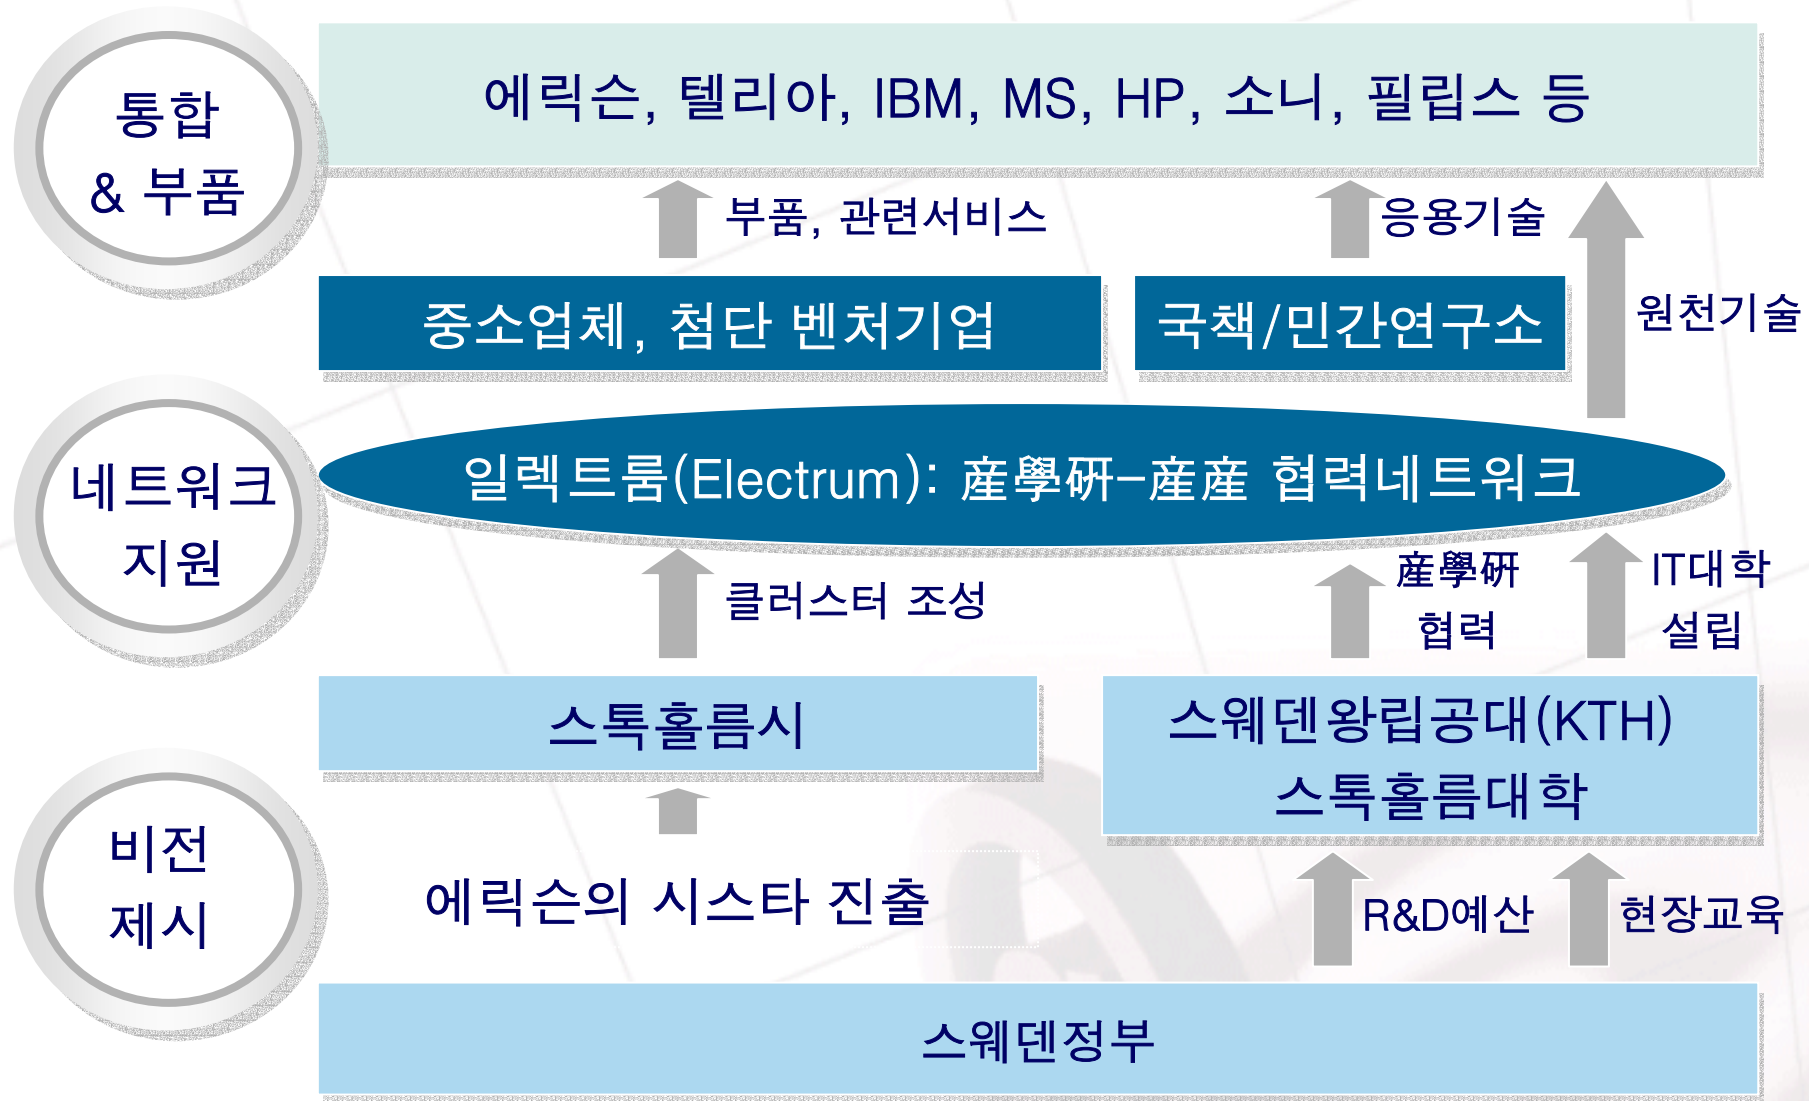 통합
& 부품
에릭슨, 텔리아, IBM, MS, HP, 소니, 필립스 등
부품, 관련서비스
응용기술
원천기술
중소업체, 첨단 벤처기업
국책/민간연구소
네트워크
지원
일렉트룸(Electrum): 産學硏-産産 협력네트워크
클러스터 조성
産學硏
협력
IT대학
설립
스톡홀름시
스웨덴왕립공대(KTH)
스톡홀름대학
비전
제시
에릭슨의 시스타 진출
R&D예산
현장교육
스웨덴정부